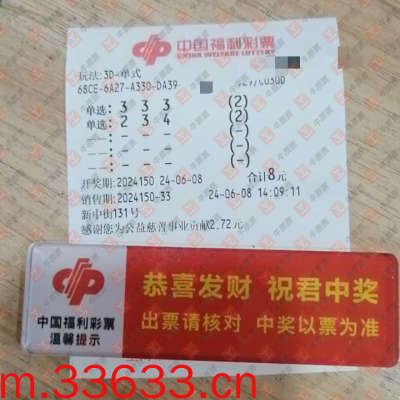 中国福利彩票
CHINA WELFARE LOTTERY
玩法:3D-单式
68CE-6A27-A330-DA39-
单选: 3 3 3 (2)
单选: 2 3 4 (2)
-- -- -- (-)
-- -- -- (-)
-- -- -- (-)
开奖期:2024150 24-06-08 合计8元
销售期:2024150-33 24-06-08 14:09:11
新中街131号
感谢您为公益慈善事业贡献2.72元
恭喜发财 祝君中奖
中国福利彩票
温馨提示
出票请核对 中奖以票为准
m.33633.cn